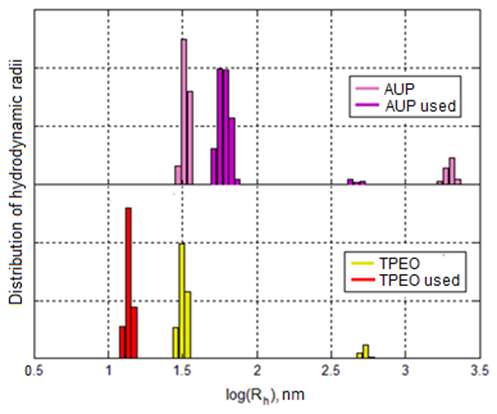 Distribution of hydrodynamic radii
AUP
AUP used
TPEO
TPEO used
0.5 1 1.5 2 2.5 3 3.5
log(Rₕ), nm